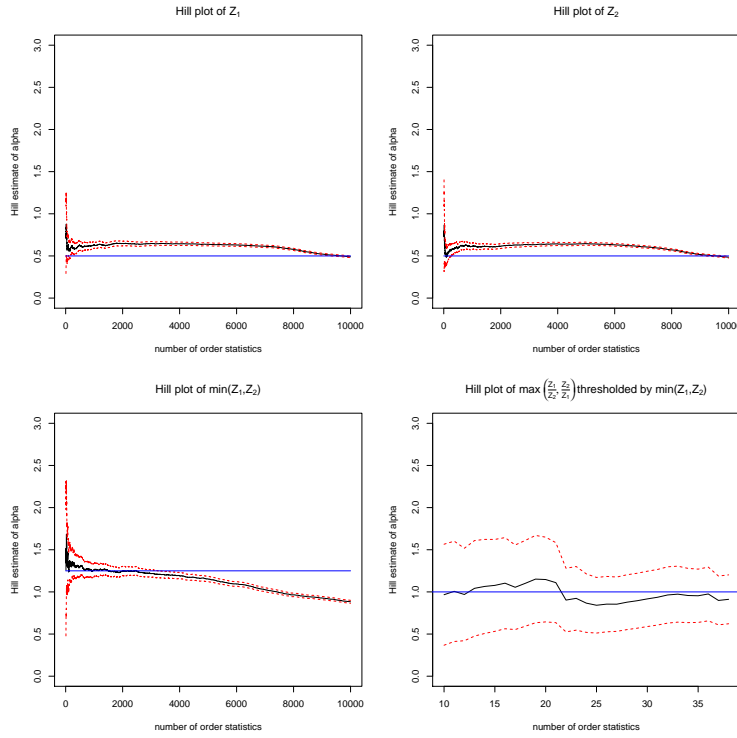 Hill plot of Z₁
Hill estimate of alpha
3.0
2.5
2.0
1.5
1.0
0.5
0.0
0 2000 4000 6000 8000 10000
number of order statistics
Hill plot of Z₂
Hill estimate of alpha
3.0
2.5
2.0
1.5
1.0
0.5
0.0
0 2000 4000 6000 8000 1000
number of order statistics
Hill plot of min(Z₁,Z₂)
Hill estimate of alpha
3.0
2.5
2.0
1.5
1.0
0.5
0.0
0 2000 4000 6000 8000 10000
number of order statistics
Hill plot of max (Z₁/Z₂, Z₂/Z₁) thresholded by min(Z₁,Z₂)
Hill estimate of alpha
3.0
2.5
2.0
1.5
1.0
0.5
0.0
10 15 20 25 30 35
number of order statistics